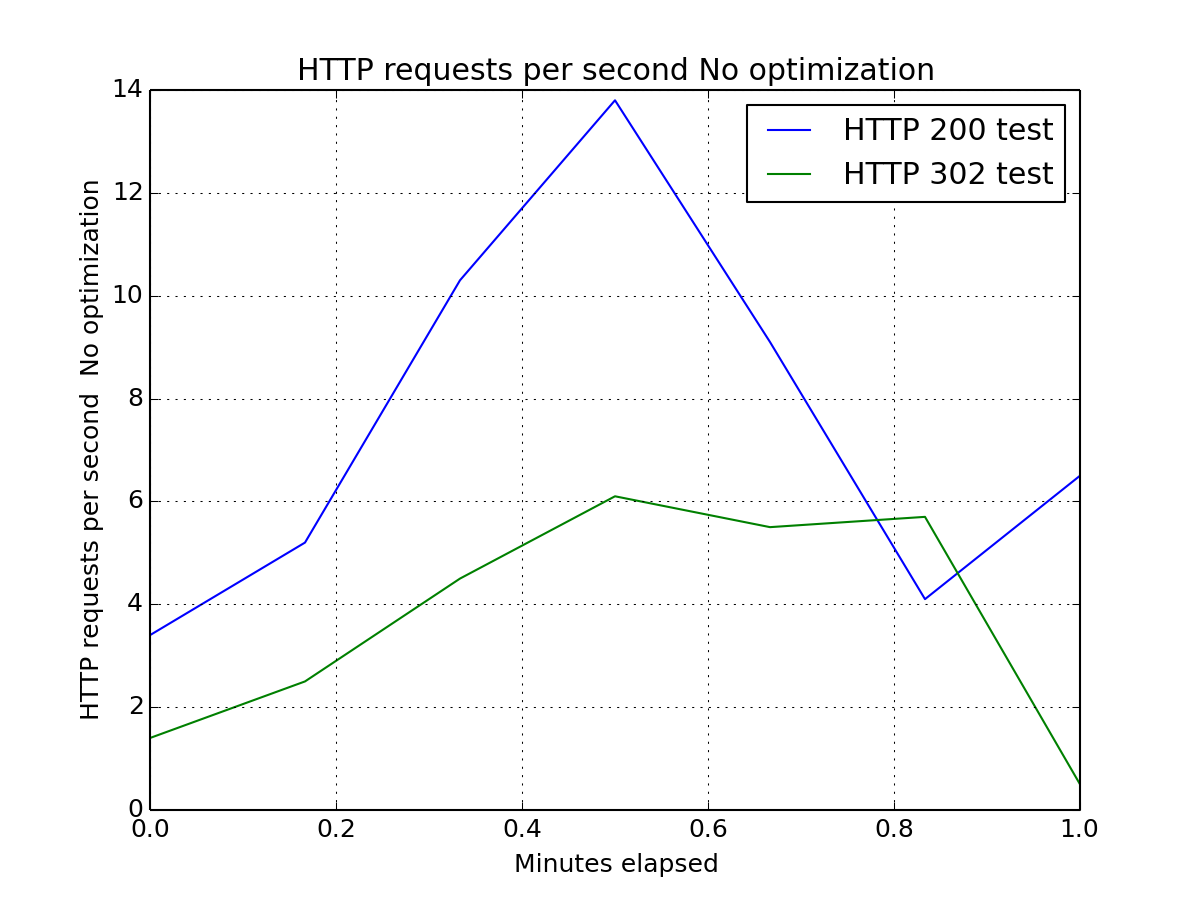 HTTP requests per second No optimization
HTTP 200 test
HTTP 302 test
HTTP requests per second  No optimization
14
12
10
8
6
4
2
0
0.0 0.2 0.4 0.6 0.8 1.0
Minutes elapsed